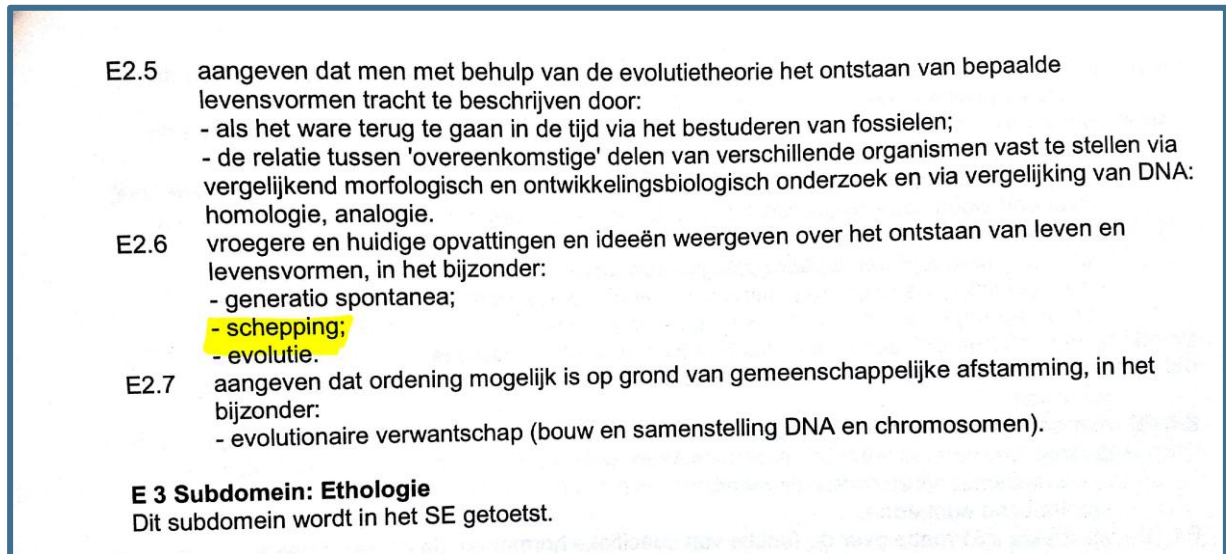 E2.5 aangeven dat men met behulp van de evolutietheorie het ontstaan van bepaalde
levensvormen tracht te beschrijven door:
- als het ware terug te gaan in de tijd via het bestuderen van fossielen;
- de relatie tussen 'overeenkomstige' delen van verschillende organismen vast te stellen via
vergelijkend morfologisch en ontwikkelingsbiologisch onderzoek en via vergelijking van DNA:
homologie, analogie.
E2.6 vroegere en huidige opvattingen en ideeën weergeven over het ontstaan van leven en
levensvormen, in het bijzonder:
- generatio spontanea;
- schepping;
- evolutie.
E2.7 aangeven dat ordening mogelijk is op grond van gemeenschappelijke afstamming, in het
bijzonder:
- evolutionaire verwantschap (bouw en samenstelling DNA en chromosomen).
E 3 Subdomein: Ethologie
Dit subdomein wordt in het SE getoetst.